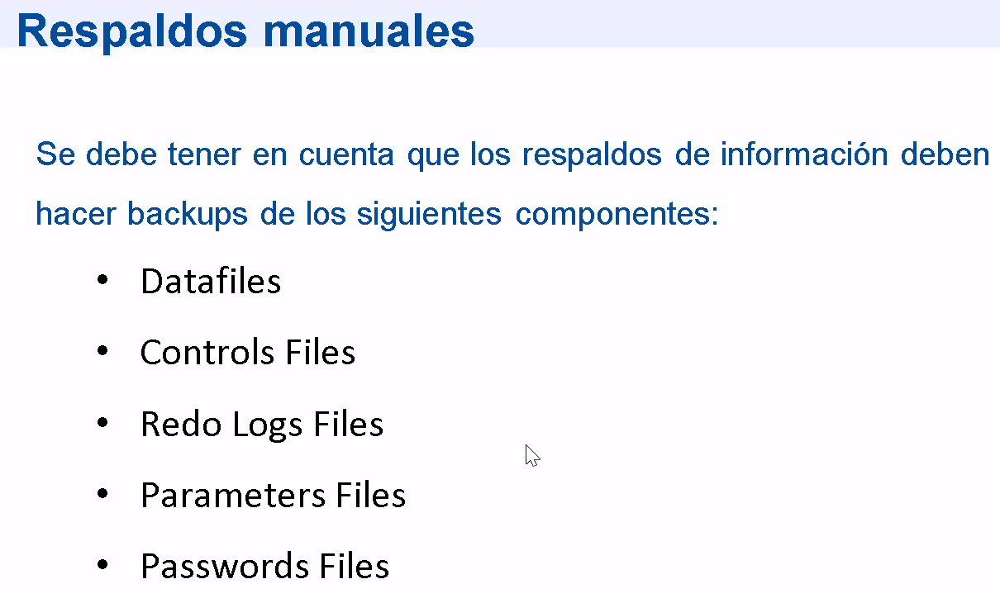 Respaldos manuales
Se debe tener en cuenta que los respaldos de información deben
hacer backups de los siguientes componentes:
• Datafiles
• Controls Files
• Redo Logs Files
• Parameters Files
• Passwords Files